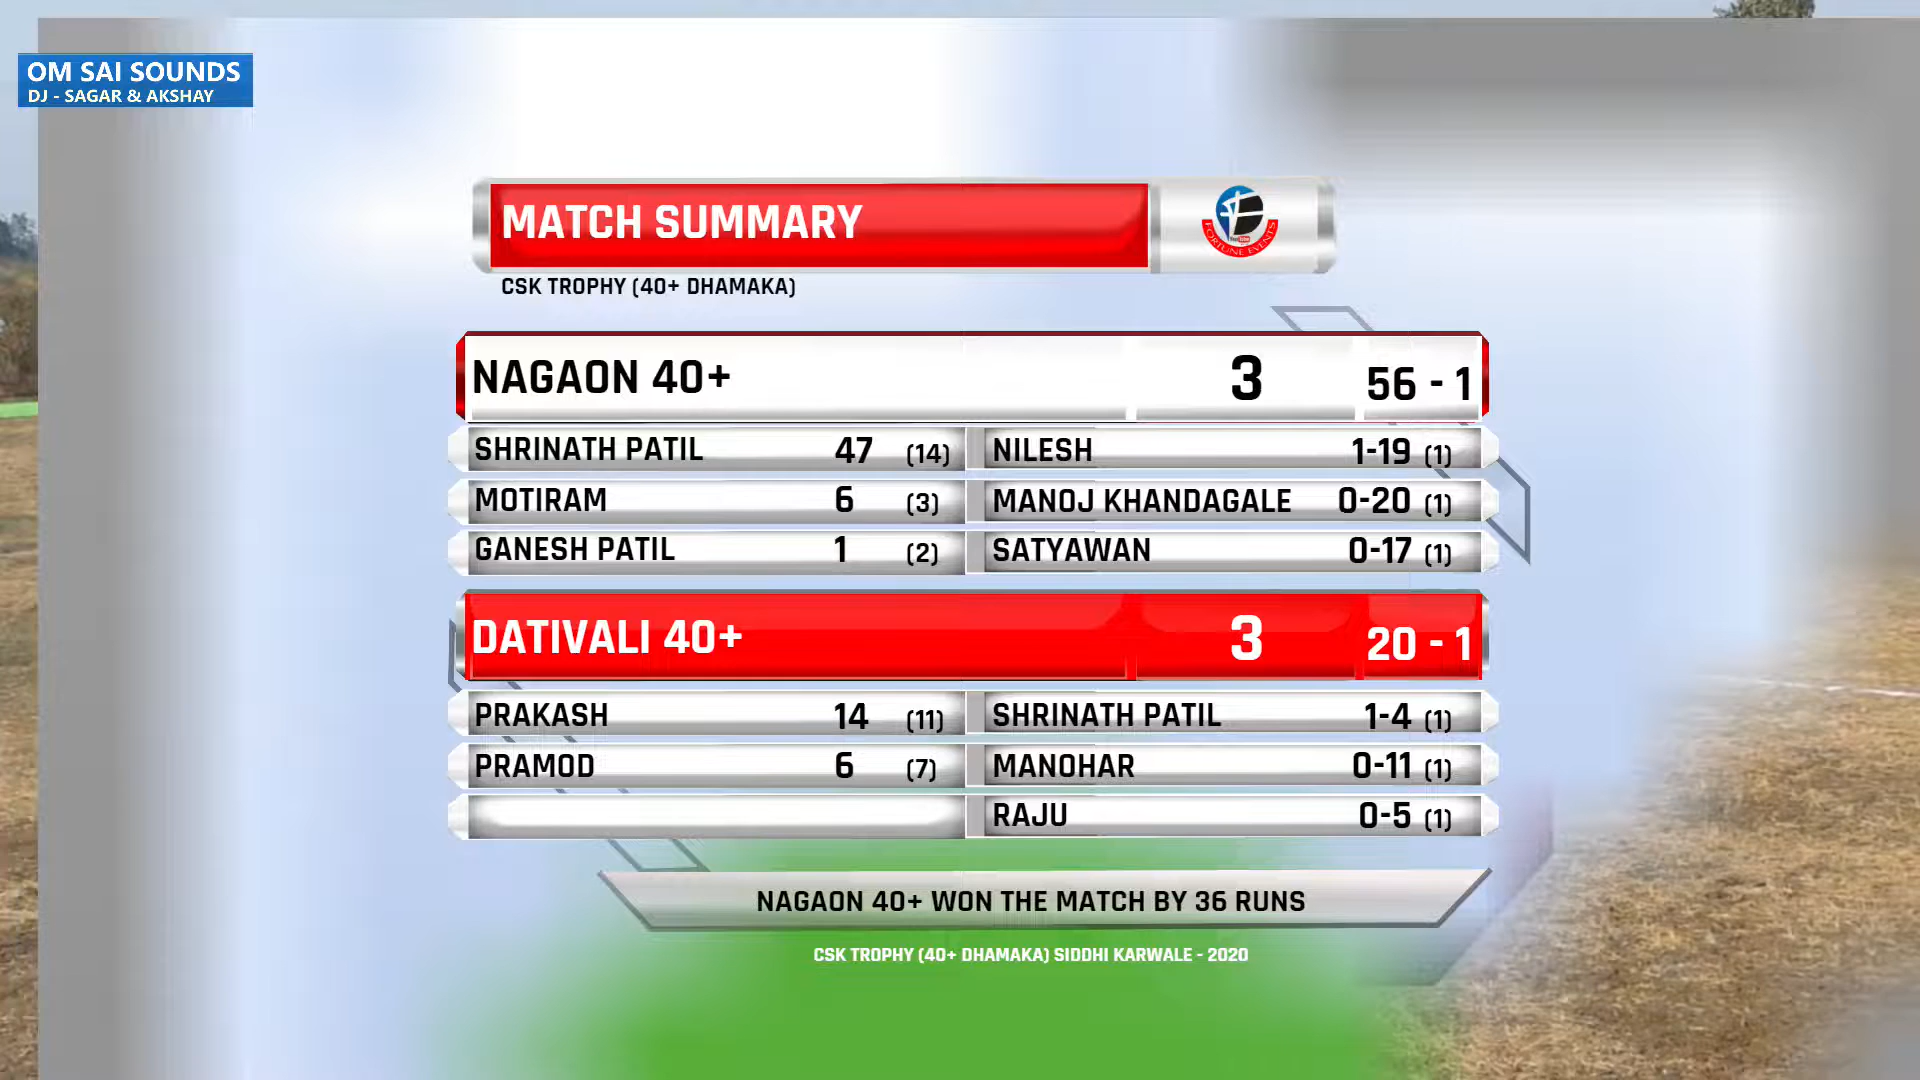 OM SAI SOUNDS
DJ - SAGAR & AKSHAY
MATCH SUMMARY
FORTUNE EVENTS
CSK TROPHY (40+ DHAMAKA)
NAGAON 40+ 3 56 - 1
SHRINATH PATIL 47 (14) NILESH 1-19 (1)
MOTIRAM 6 (3) MANOJ KHANDAGALE 0-20 (1)
GANESH PATIL 1 (2) SATYAWAN 0-17 (1)
DATIVALI 40+ 3 20 - 1
PRAKASH 14 (11) SHRINATH PATIL 1-4 (1)
PRAMOD 6 (7) MANOHAR 0-11 (1)
RAJU 0-5 (1)
NAGAON 40+ WON THE MATCH BY 36 RUNS
CSK TROPHY (40+ DHAMAKA) SIDDHI KARWALE - 2020